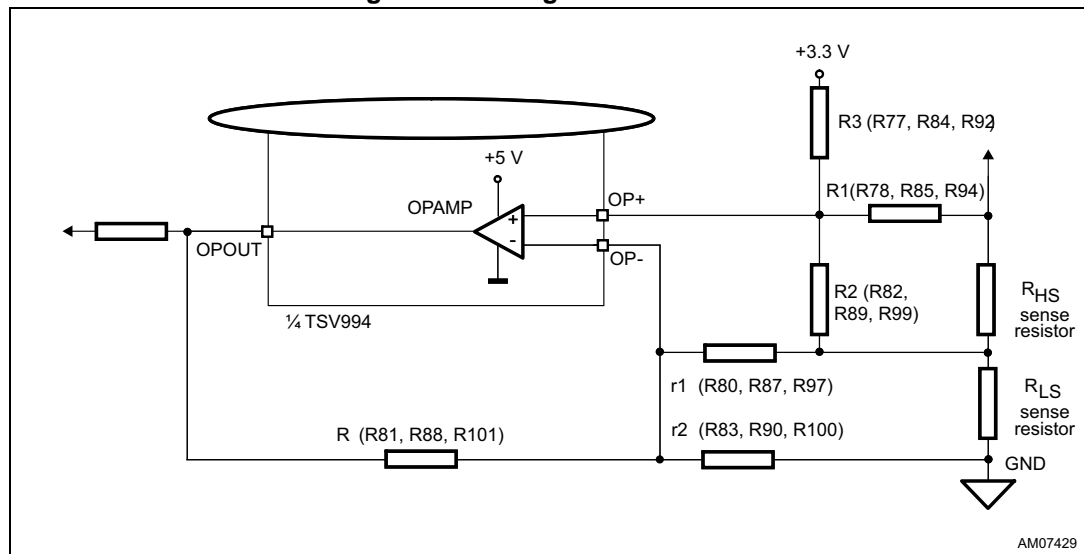 +3.3 V
R3 (R77, R84, R92)
+5 V
R1(R78, R85, R94)
OP+
OPAMP
+
-
OPOUT
OP-
R2 (R82,
R89, R99)
RHS
sense
resistor
¼ TSV994
r1 (R80, R87, R97)
RLS
sense
resistor
R (R81, R88, R101)
r2 (R83, R90, R100)
GND
AM07429